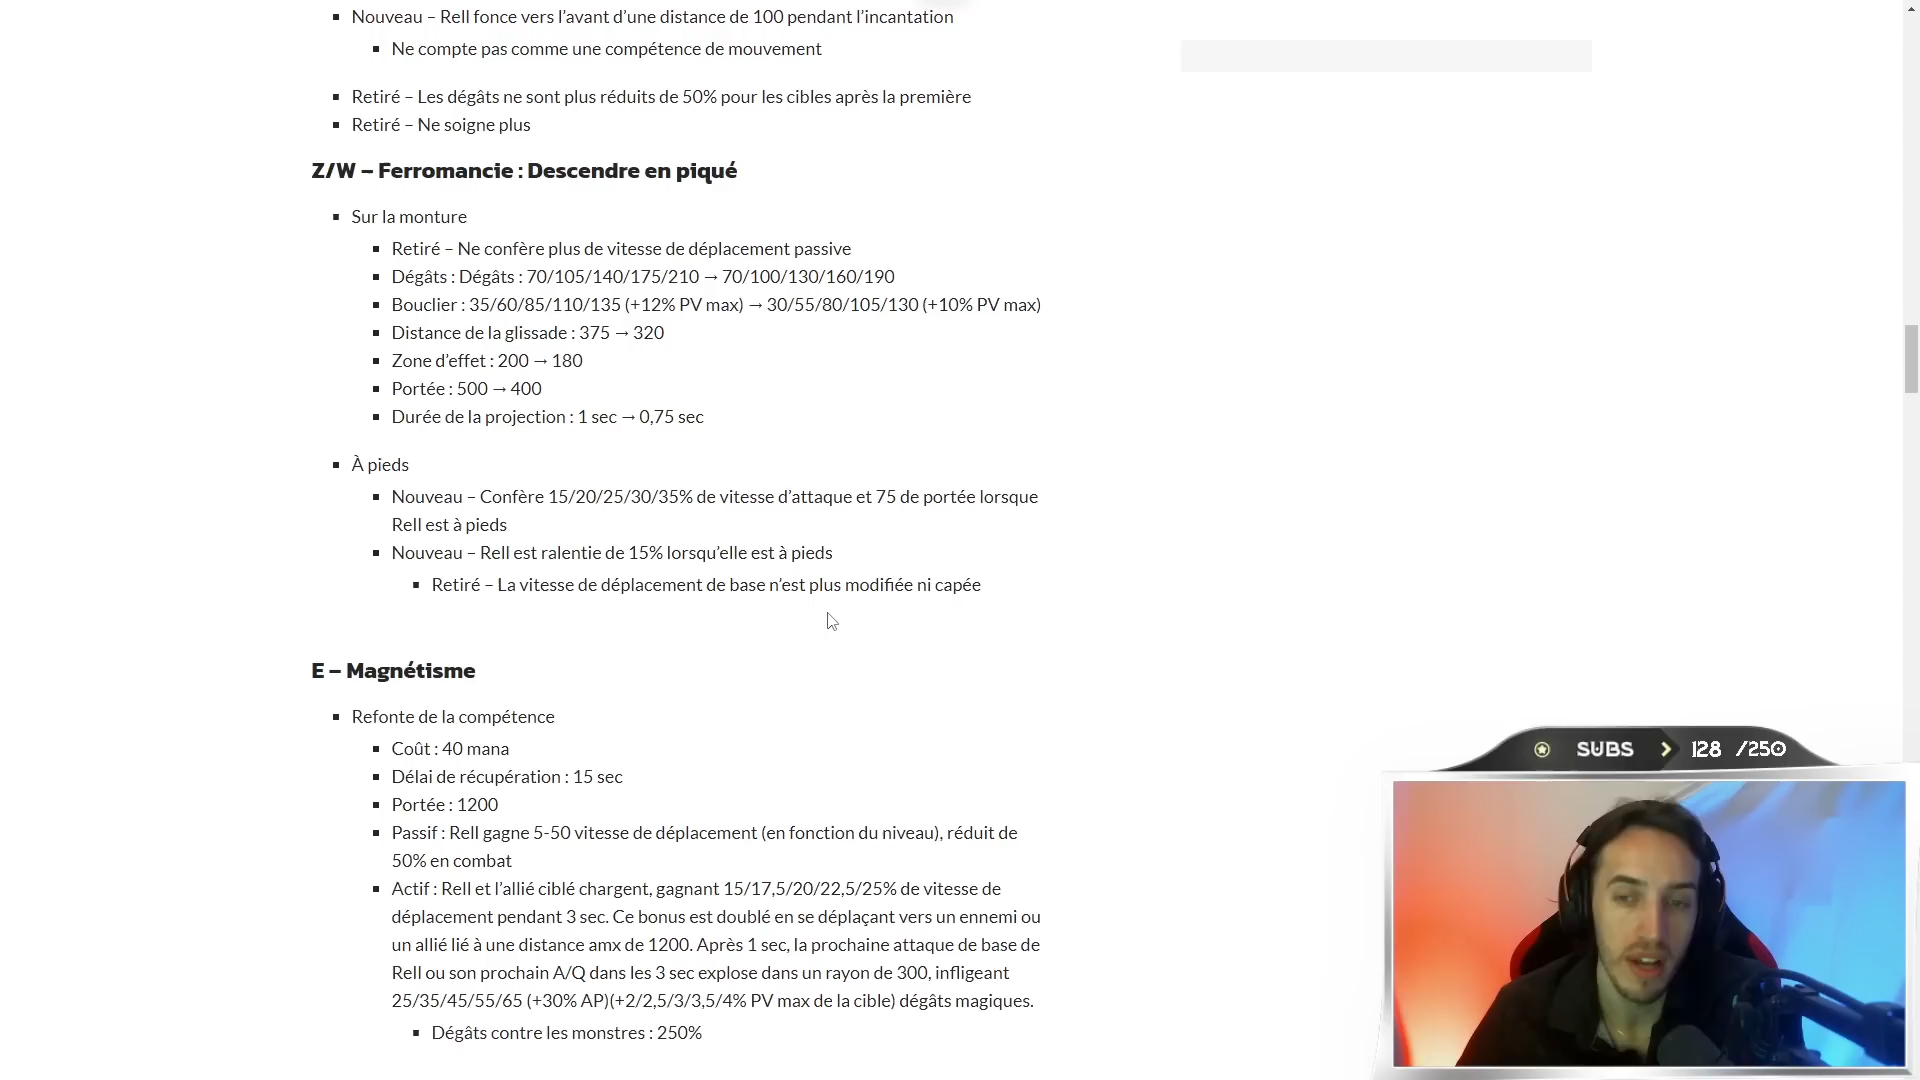 Nouveau – Rell fonce vers l’avant d’une distance de 100 pendant l’incantation
Ne compte pas comme une compétence de mouvement
Retiré – Les dégâts ne sont plus réduits de 50% pour les cibles après la première
Retiré – Ne soigne plus
Z/W – Ferromancie : Descendre en piqué
Sur la monture
Retiré – Ne confère plus de vitesse de déplacement passive
Dégâts : Dégâts : 70/105/140/175/210 → 70/100/130/160/190
Bouclier : 35/60/85/110/135 (+12% PV max) → 30/55/80/105/130 (+10% PV max)
Distance de la glissade : 375 → 320
Zone d’effet : 200 → 180
Portée : 500 → 400
Durée de la projection : 1 sec → 0,75 sec
À pieds
Nouveau – Confère 15/20/25/30/35% de vitesse d’attaque et 75 de portée lorsque
Rell est à pieds
Nouveau – Rell est ralentie de 15% lorsqu’elle est à pieds
Retiré – La vitesse de déplacement de base n’est plus modifiée ni capée
E – Magnétisme
Refonte de la compétence
Coût : 40 mana
Délai de récupération : 15 sec
Portée : 1200
Passif : Rell gagne 5-50 vitesse de déplacement (en fonction du niveau), réduit de
50% en combat
Actif : Rell et l’allié ciblé chargent, gagnant 15/17,5/20/22,5/25% de vitesse de
déplacement pendant 3 sec. Ce bonus est doublé en se déplaçant vers un ennemi ou
un allié lié à une distance amx de 1200. Après 1 sec, la prochaine attaque de base de
Rell ou son prochain A/Q dans les 3 sec explose dans un rayon de 300, infligeant
25/35/45/55/65 (+30% AP)(+2/2,5/3/3,5/4% PV max de la cible) dégâts magiques.
Dégâts contre les monstres : 250%
SUBS 128 /250